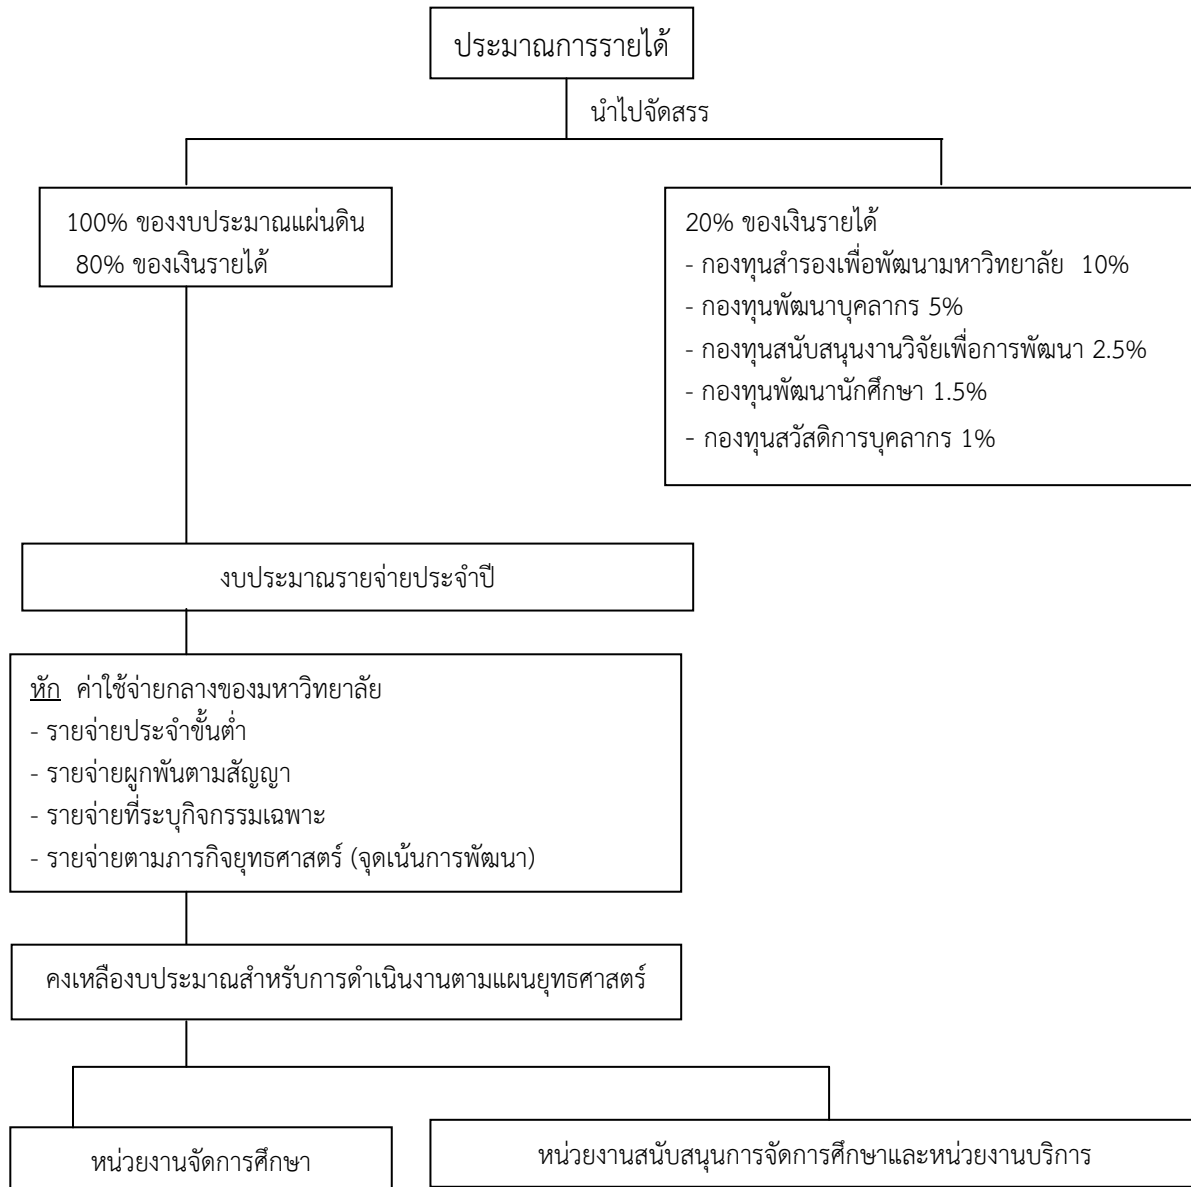 ประมาณการรายได้
นำไปจัดสรร
100% ของงบประมาณแผ่นดิน
80% ของเงินรายได้
20% ของเงินรายได้
- กองทุนสำรองเพื่อพัฒนามหาวิทยาลัย 10%
- กองทุนพัฒนาบุคลากร 5%
- กองทุนสนับสนุนงานวิจัยเพื่อการพัฒนา 2.5%
- กองทุนพัฒนานักศึกษา 1.5%
- กองทุนสวัสดิการบุคลากร 1%
งบประมาณรายจ่ายประจำปี
หัก ค่าใช้จ่ายกลางของมหาวิทยาลัย
- รายจ่ายประจำขั้นต่ำ
- รายจ่ายผูกพันตามสัญญา
- รายจ่ายที่ระบุกิจกรรมเฉพาะ
- รายจ่ายตามภารกิจยุทธศาสตร์ (จุดเน้นการพัฒนา)
คงเหลืองบประมาณสำหรับการดำเนินงานตามแผนยุทธศาสตร์
หน่วยงานจัดการศึกษา
หน่วยงานสนับสนุนการจัดการศึกษาและหน่วยงานบริการ